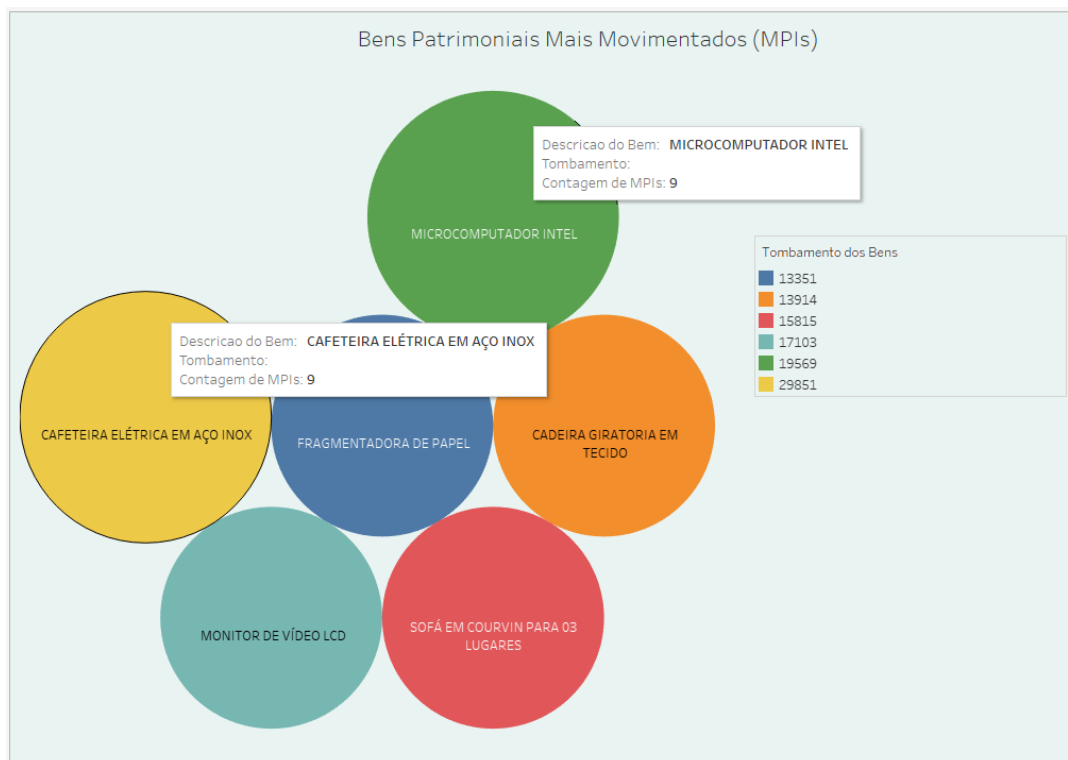 Bens Patrimoniais Mais Movimentados (MPIs)
Descricao do Bem: MICROCOMPUTADOR INTEL
Tombamento:
Contagem de MPIs: 9
MICROCOMPUTADOR INTEL
Tombamento dos Bens
13351
13914
15815
17103
19569
29851
Descricao do Bem: CAFETEIRA ELÉTRICA EM AÇO INOX
Tombamento:
Contagem de MPIs: 9
CAFETEIRA ELÉTRICA EM AÇO INOX
FRAGMENTADORA DE PAPEL
CADEIRA GIRATORIA EM
TECIDO
MONITOR DE VÍDEO LCD
SOFÁ EM COURVIN PARA 03
LUGARES